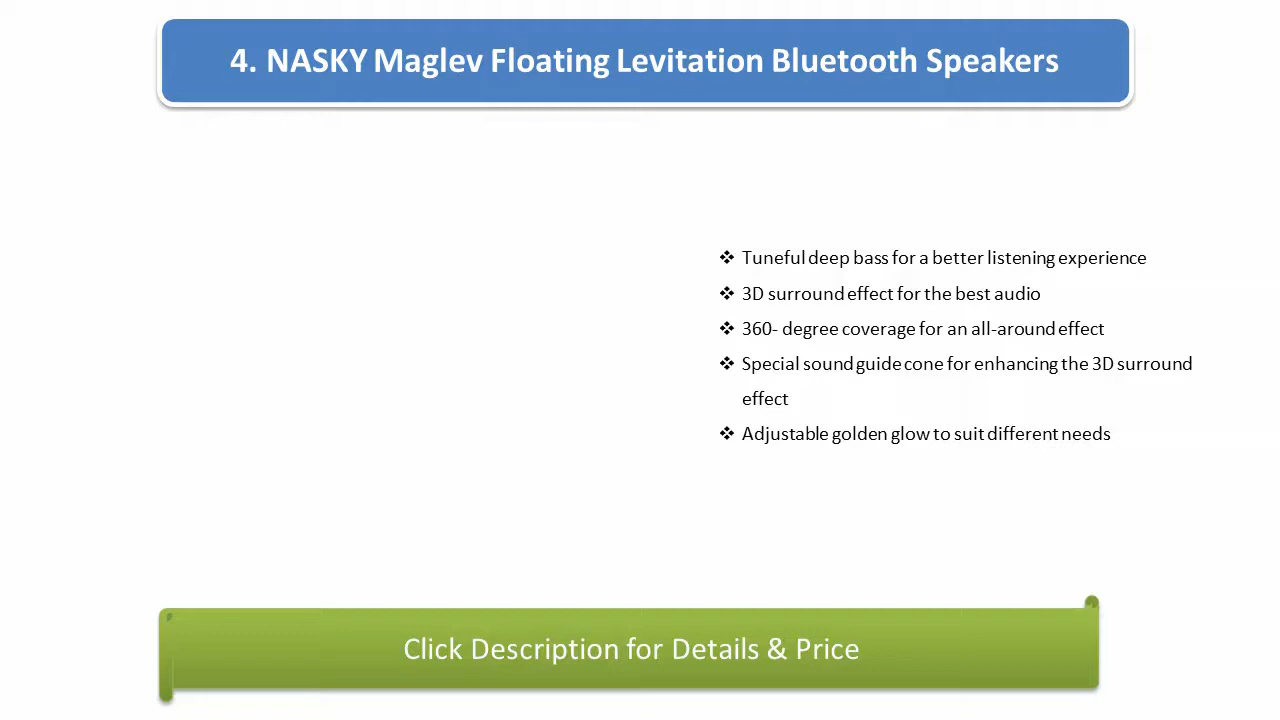 4. NASKY Maglev Floating Levitation Bluetooth Speakers
❖ Tuneful deep bass for a better listening experience
❖ 3D surround effect for the best audio
❖ 360- degree coverage for an all-around effect
❖ Special sound guide cone for enhancing the 3D surround
effect
❖ Adjustable golden glow to suit different needs
Click Description for Details & Price